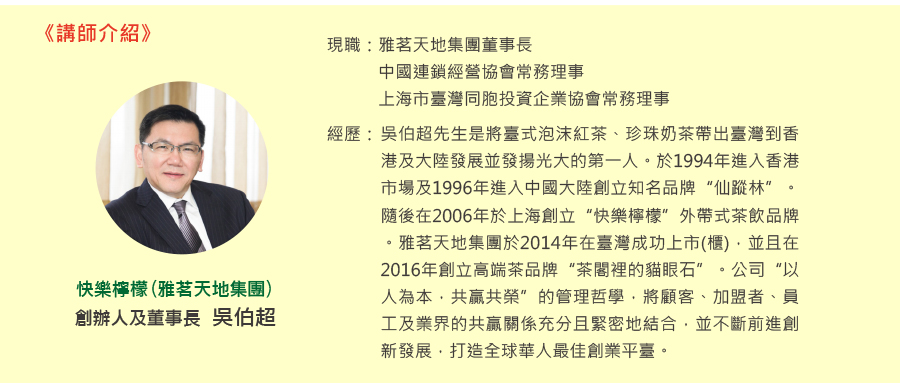 《講師介紹》
現職：雅茗天地集團董事長
中國連鎖經營協會常務理事
上海市臺灣同胞投資企業協會常務理事
經歷：吳伯超先生是將臺式泡沫紅茶、珍珠奶茶帶出臺灣到香
港及大陸發展並發揚光大的第一人。於1994年進入香港
市場及1996年進入中國大陸創立知名品牌“仙蹤林”。
隨後在2006年於上海創立“快樂檸檬”外帶式茶飲品牌
。雅茗天地集團於2014年在臺灣成功上市(櫃)，並且在
2016年創立高端茶品牌“茶閣裡的貓眼石”。公司“以
人為本，共贏共榮”的管理哲學，將顧客、加盟者、員
工及業界的共贏關係充分且緊密地結合，並不斷前進創
新發展，打造全球華人最佳創業平臺。
快樂檸檬(雅茗天地集團)
創辦人及董事長 吳伯超